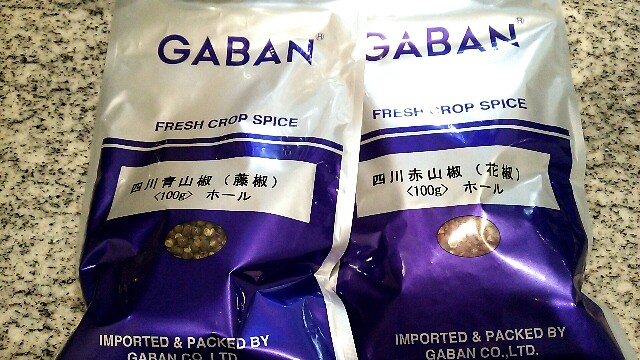 GABAN®
FRESH CROP SPICE
四川青山椒（藤椒）
<100g> ホール
IMPORTED & PACKED BY
GABAN CO.,LTD.
GABAN®
FRESH CROP SPICE
四川赤山椒（花椒）
<100g> ホール
IMPORTED & PACKED BY
GABAN CO.,LTD.